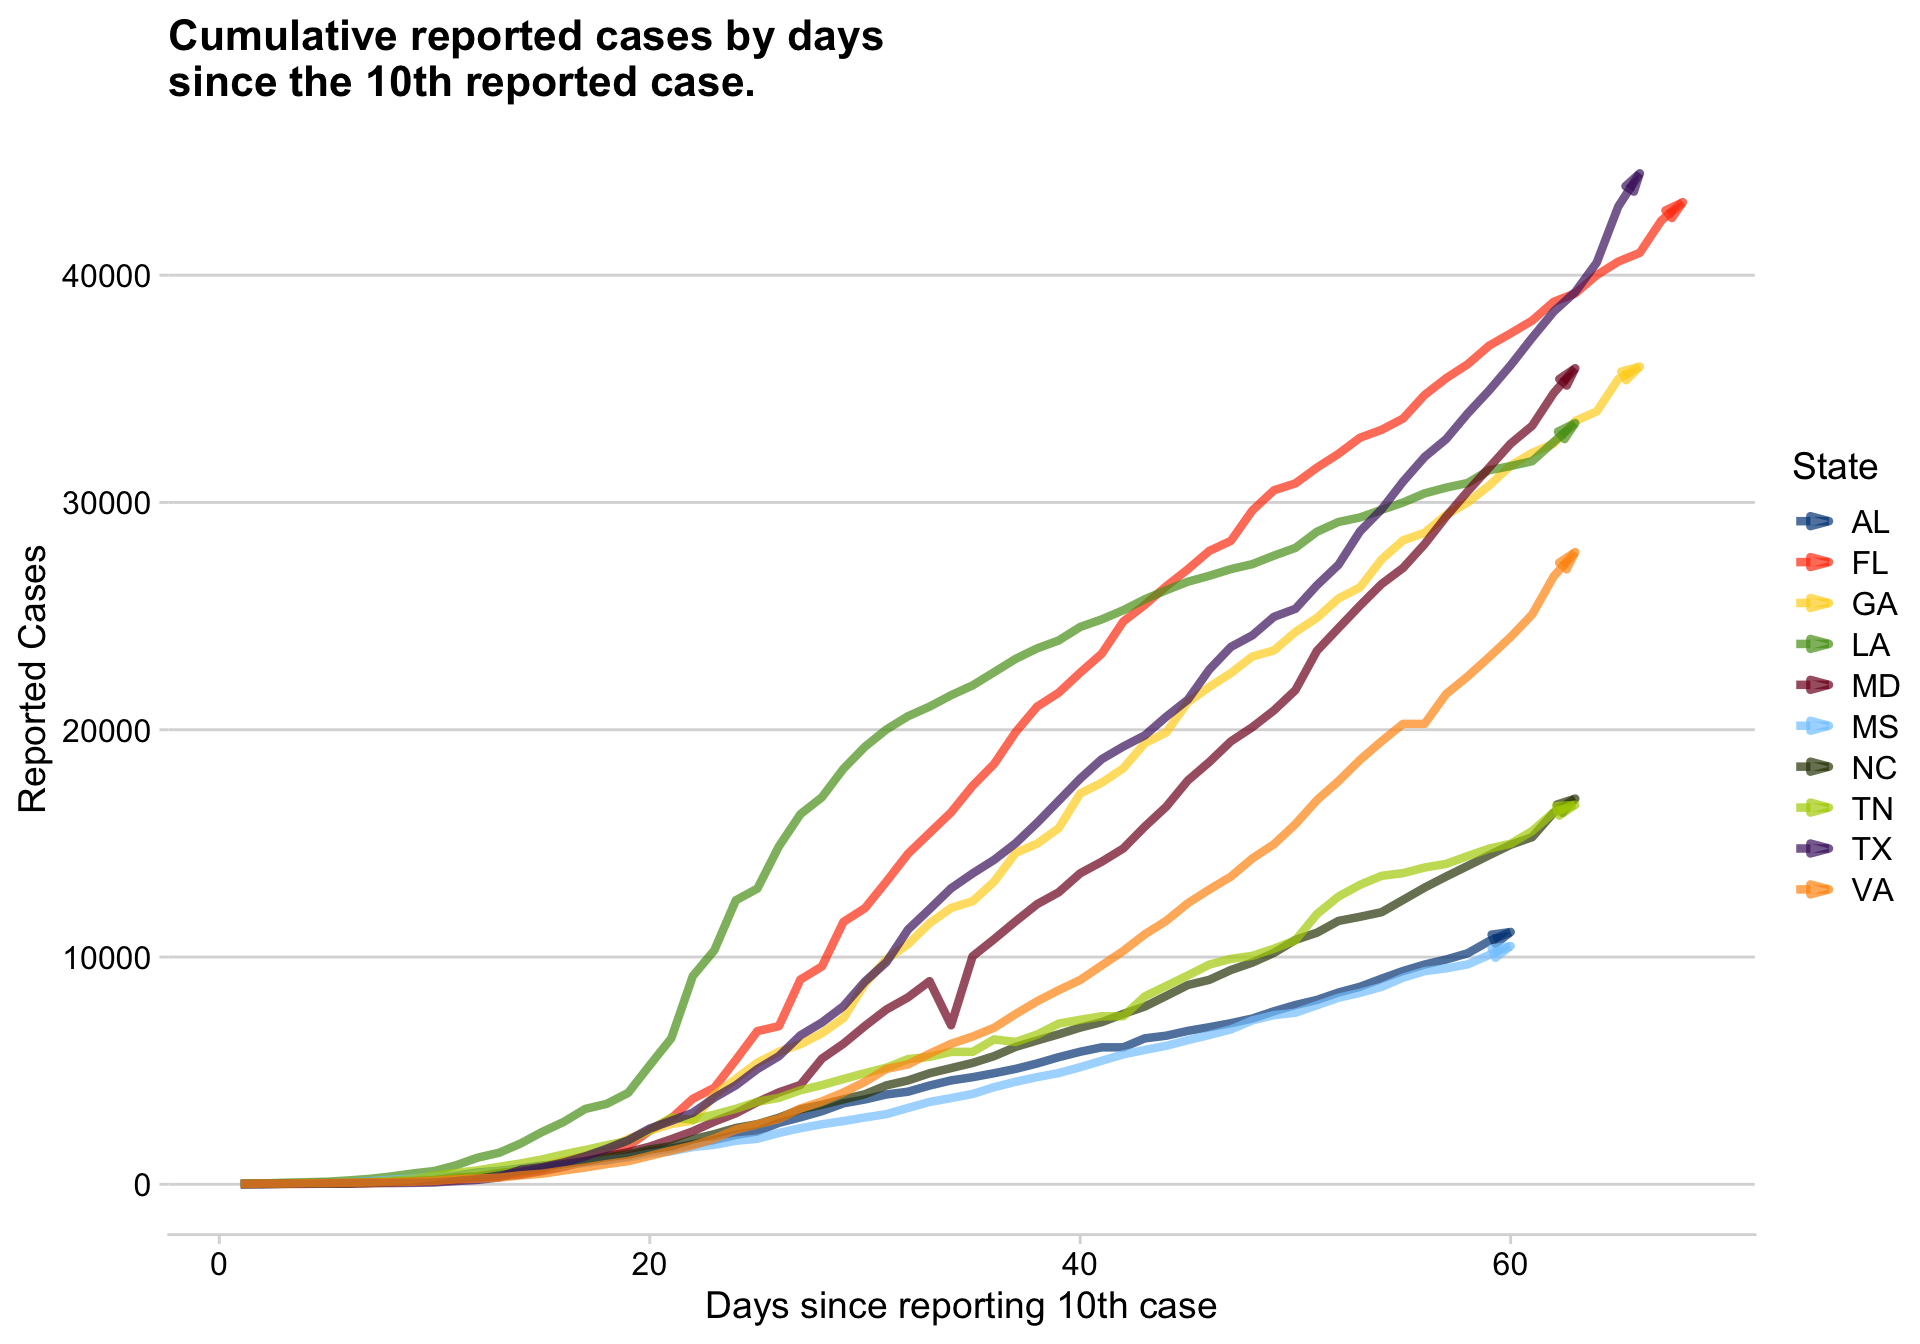 Cumulative reported cases by days
since the 10th reported case.
40000
30000
20000
10000
0
Reported Cases
0
20
40
60
Days since reporting 10th case
State
AL
FL
GA
LA
MD
MS
NC
TN
TX
VA